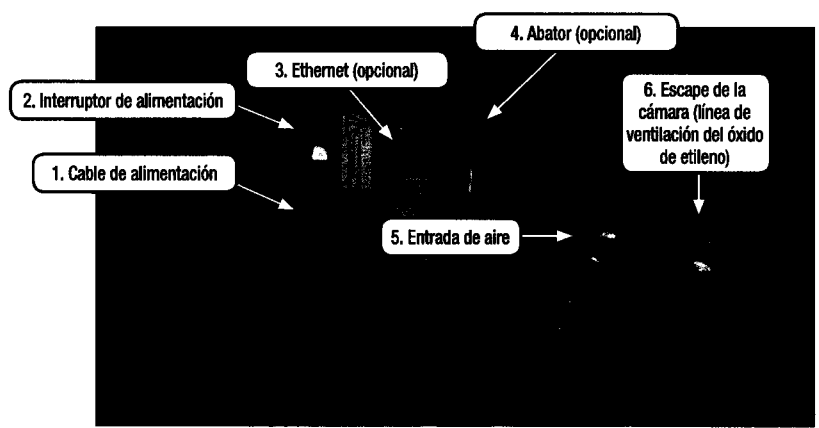 4. Abator (opcional)
3. Ethernet (opcional)
2. Interruptor de alimentación
6. Escape de la
cámara (línea de
ventilación del óxido
de etileno)
1. Cable de alimentación
5. Entrada de aire